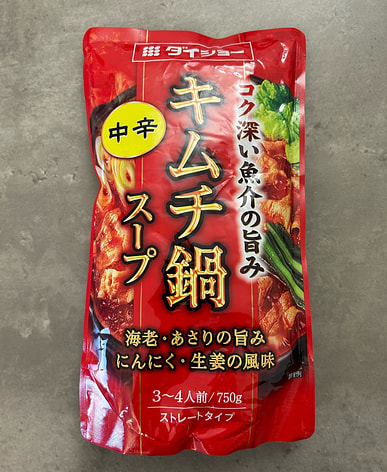 ダイショー
コク深い魚介の旨み
キムチ鍋
スープ
中辛
海老・あさりの旨み
にんにく・生姜の風味
3～4人前/750g
ストレートタイプ